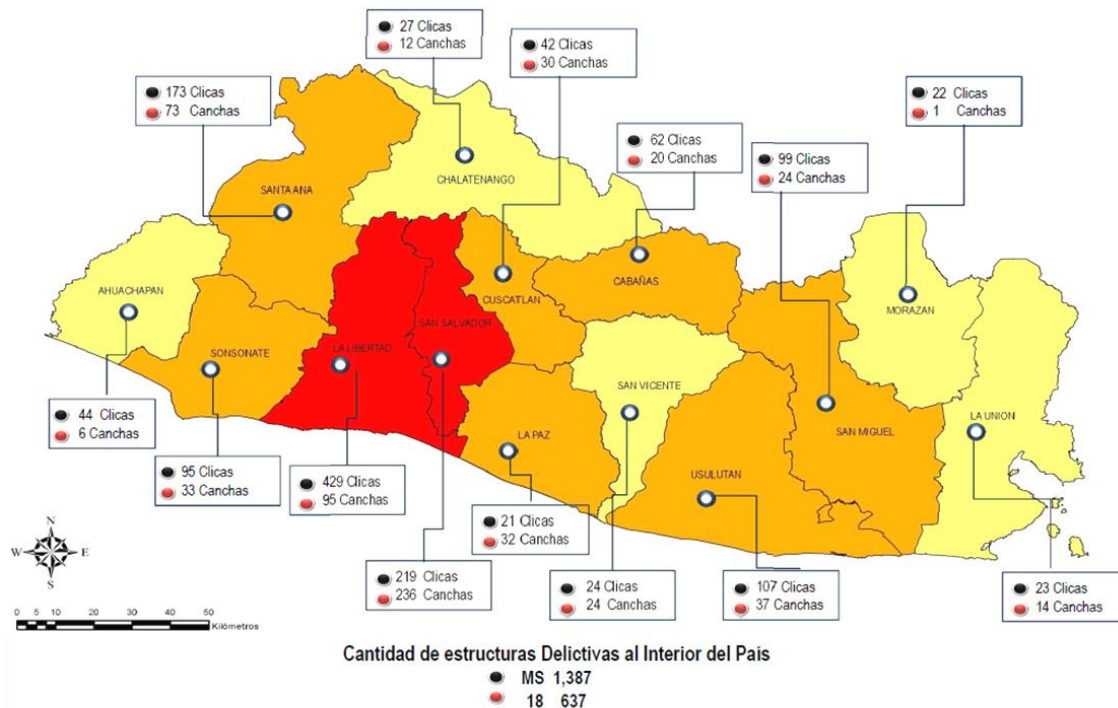 27 Clicas
12 Canchas
42 Clicas
30 Canchas
173 Clicas
73 Canchas
22 Clicas
1 Canchas
62 Clicas
20 Canchas
99 Clicas
24 Canchas
CHALATENANGO
SANTA ANA
AHUACHAPAN
CUSCATLAN
CABAÑAS
MORAZAN
SONSONATE
LA LIBERTAD
SAN SALVADOR
SAN VICENTE
LA UNION
LA PAZ
SAN MIGUEL
USULUTAN
44 Clicas
6 Canchas
95 Clicas
33 Canchas
429 Clicas
95 Canchas
21 Clicas
32 Canchas
219 Clicas
236 Canchas
24 Clicas
24 Canchas
107 Clicas
37 Canchas
23 Clicas
14 Canchas
N
W E
S
0 5 10 20 30 40 50
Kilómetros
Cantidad de estructuras Delictivas al Interior del País
MS 1,387
18 637